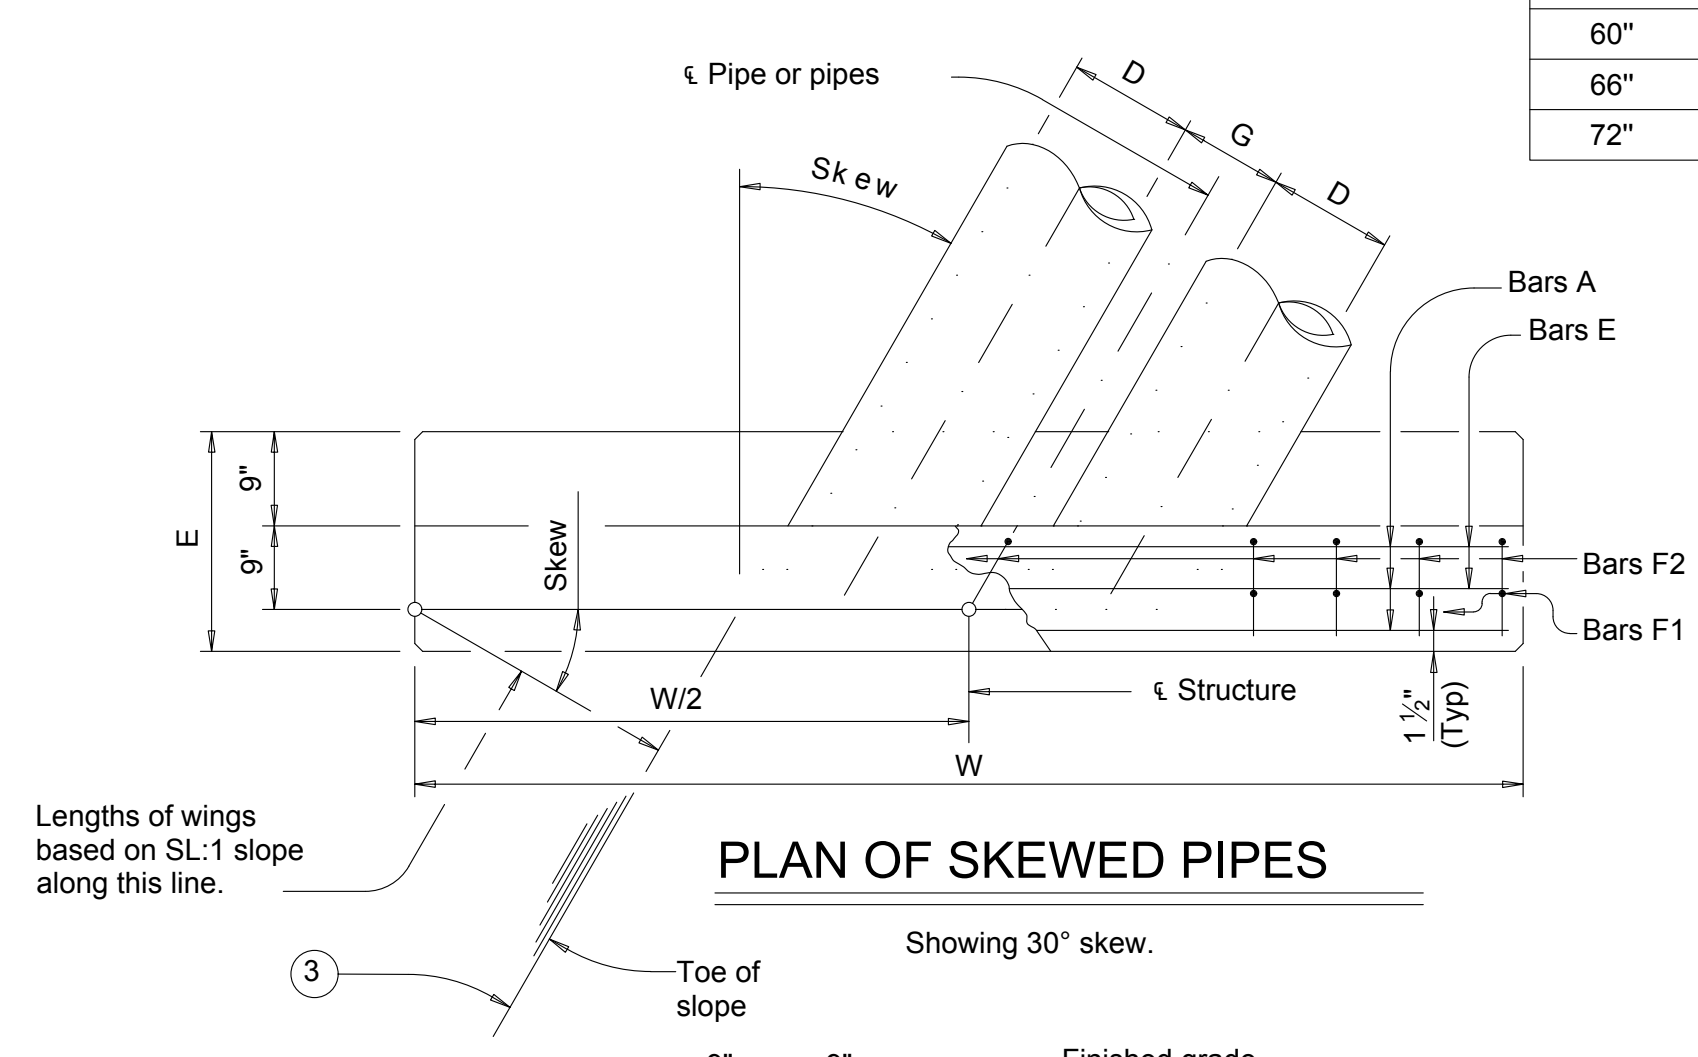 60"
66"
72"
℄ Pipe or pipes
D
G
D
Skew
Bars A
Bars E
E
9"
9"
Skew
Bars F2
Bars F1
W/2
℄ Structure
1 ½"
(Typ)
W
Lengths of wings
based on SL:1 slope
along this line.
PLAN OF SKEWED PIPES
Showing 30° skew.
3
Toe of
slope
Finished grade